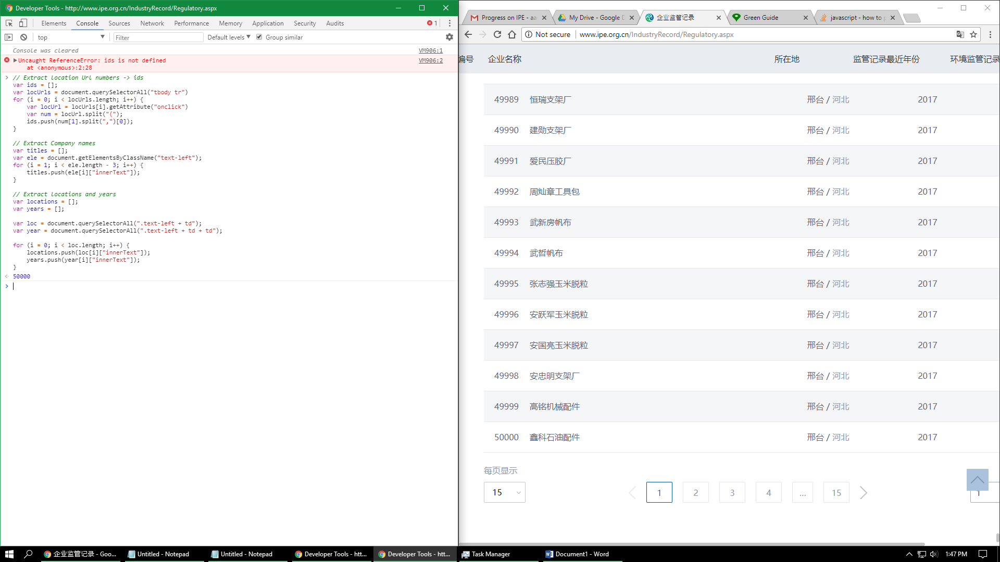 Developer Tools - http://www.ipe.org.cn/IndustryRecord/Regulatory.aspx
Elements Console Sources Network Performance Memory Application Security Audits 1
top Filter Default levels Group similar
Console was cleared VM906:1
Uncaught ReferenceError: ids is not defined VM906:2
at <anonymous>:2:28
// Extract location Url numbers -> ids
var ids = [];
var locUrls = document.querySelectorAll("tbody tr")
for (i = 0; i < locUrls.length; i++) {
var locUrl = locUrls[i].getAttribute("onclick")
var num = locUrl.split("(");
ids.push(num[1].split(",")[0]);
}
// Extract Company names
var titles = [];
var ele = document.getElementsByClassName("text-left");
for (i = 1; i < ele.length - 3; i++) {
titles.push(ele[i]["innerText"]);
}
// Extract locations and years
var locations = [];
var years = [];
var loc = document.querySelectorAll(".text-left + td");
var year = document.querySelectorAll(".text-left + td + td");
for (i = 0; i < loc.length; i++) {
locations.push(loc[i]["innerText"]);
years.push(year[i]["innerText"]);
}
50000
Progress on IPE - aa My Drive - Google D 企业监管记录 Green Guide javascript - how to p
Not secure www.ipe.org.cn/IndustryRecord/Regulatory.aspx
编号 企业名称 所在地 监管记录最近年份 环境监管记录
49989 恒瑞支架厂 邢台 / 河北 2017
49990 建勋支架厂 邢台 / 河北 2017
49991 爱民压胶厂 邢台 / 河北 2017
49992 周灿章工具包 邢台 / 河北 2017
49993 武新房帆布 邢台 / 河北 2017
49994 武哲帆布 邢台 / 河北 2017
49995 张志强玉米脱粒 邢台 / 河北 2017
49996 安跃军玉米脱粒 邢台 / 河北 2017
49997 安国亮玉米脱粒 邢台 / 河北 2017
49998 安忠明支架厂 邢台 / 河北 2017
49999 高铭机械配件 邢台 / 河北 2017
50000 鑫科石油配件 邢台 / 河北 2017
每页显示
15 1 2 3 4 ... 15 1
企业监管记录 - Goo... Untitled - Notepad Untitled - Notepad Developer Tools - htt... Developer Tools - htt... Task Manager Document1 - Word 1:47 PM